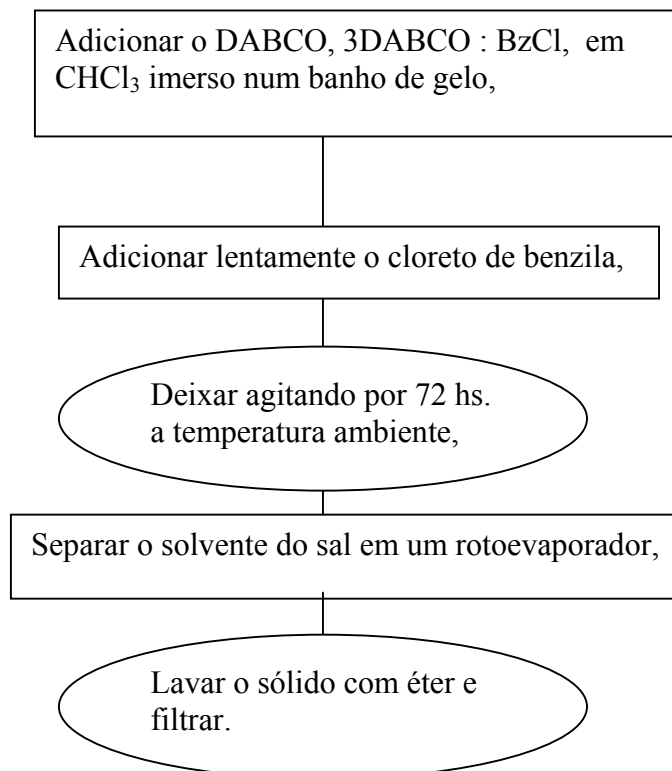 Adicionar o DABCO, 3DABCO : BzCl, em
CHCl₃ imerso num banho de gelo,
Adicionar lentamente o cloreto de benzila,
Deixar agitando por 72 hs.
a temperatura ambiente,
Separar o solvente do sal em um rotoevaporador,
Lavar o sólido com éter e
filtrar.